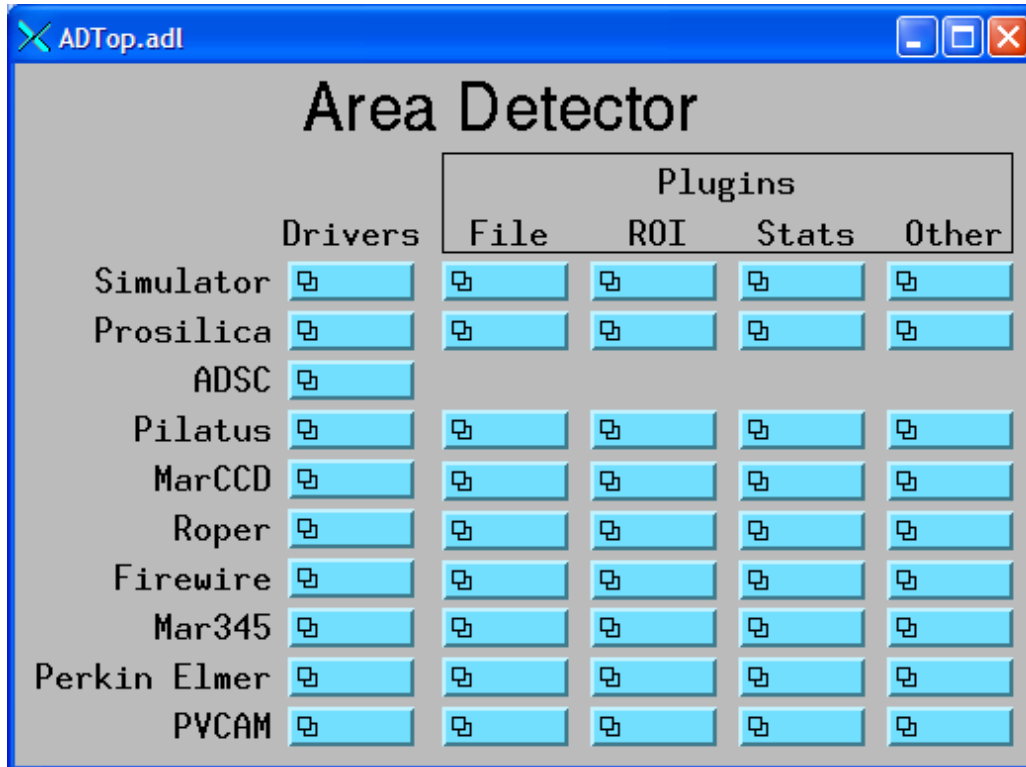 ADTop.adl
Area Detector
Plugins
Drivers File ROI Stats Other
Simulator
Prosilica
ADSC
Pilatus
MarCCD
Roper
Firewire
Mar345
Perkin Elmer
PVCAM